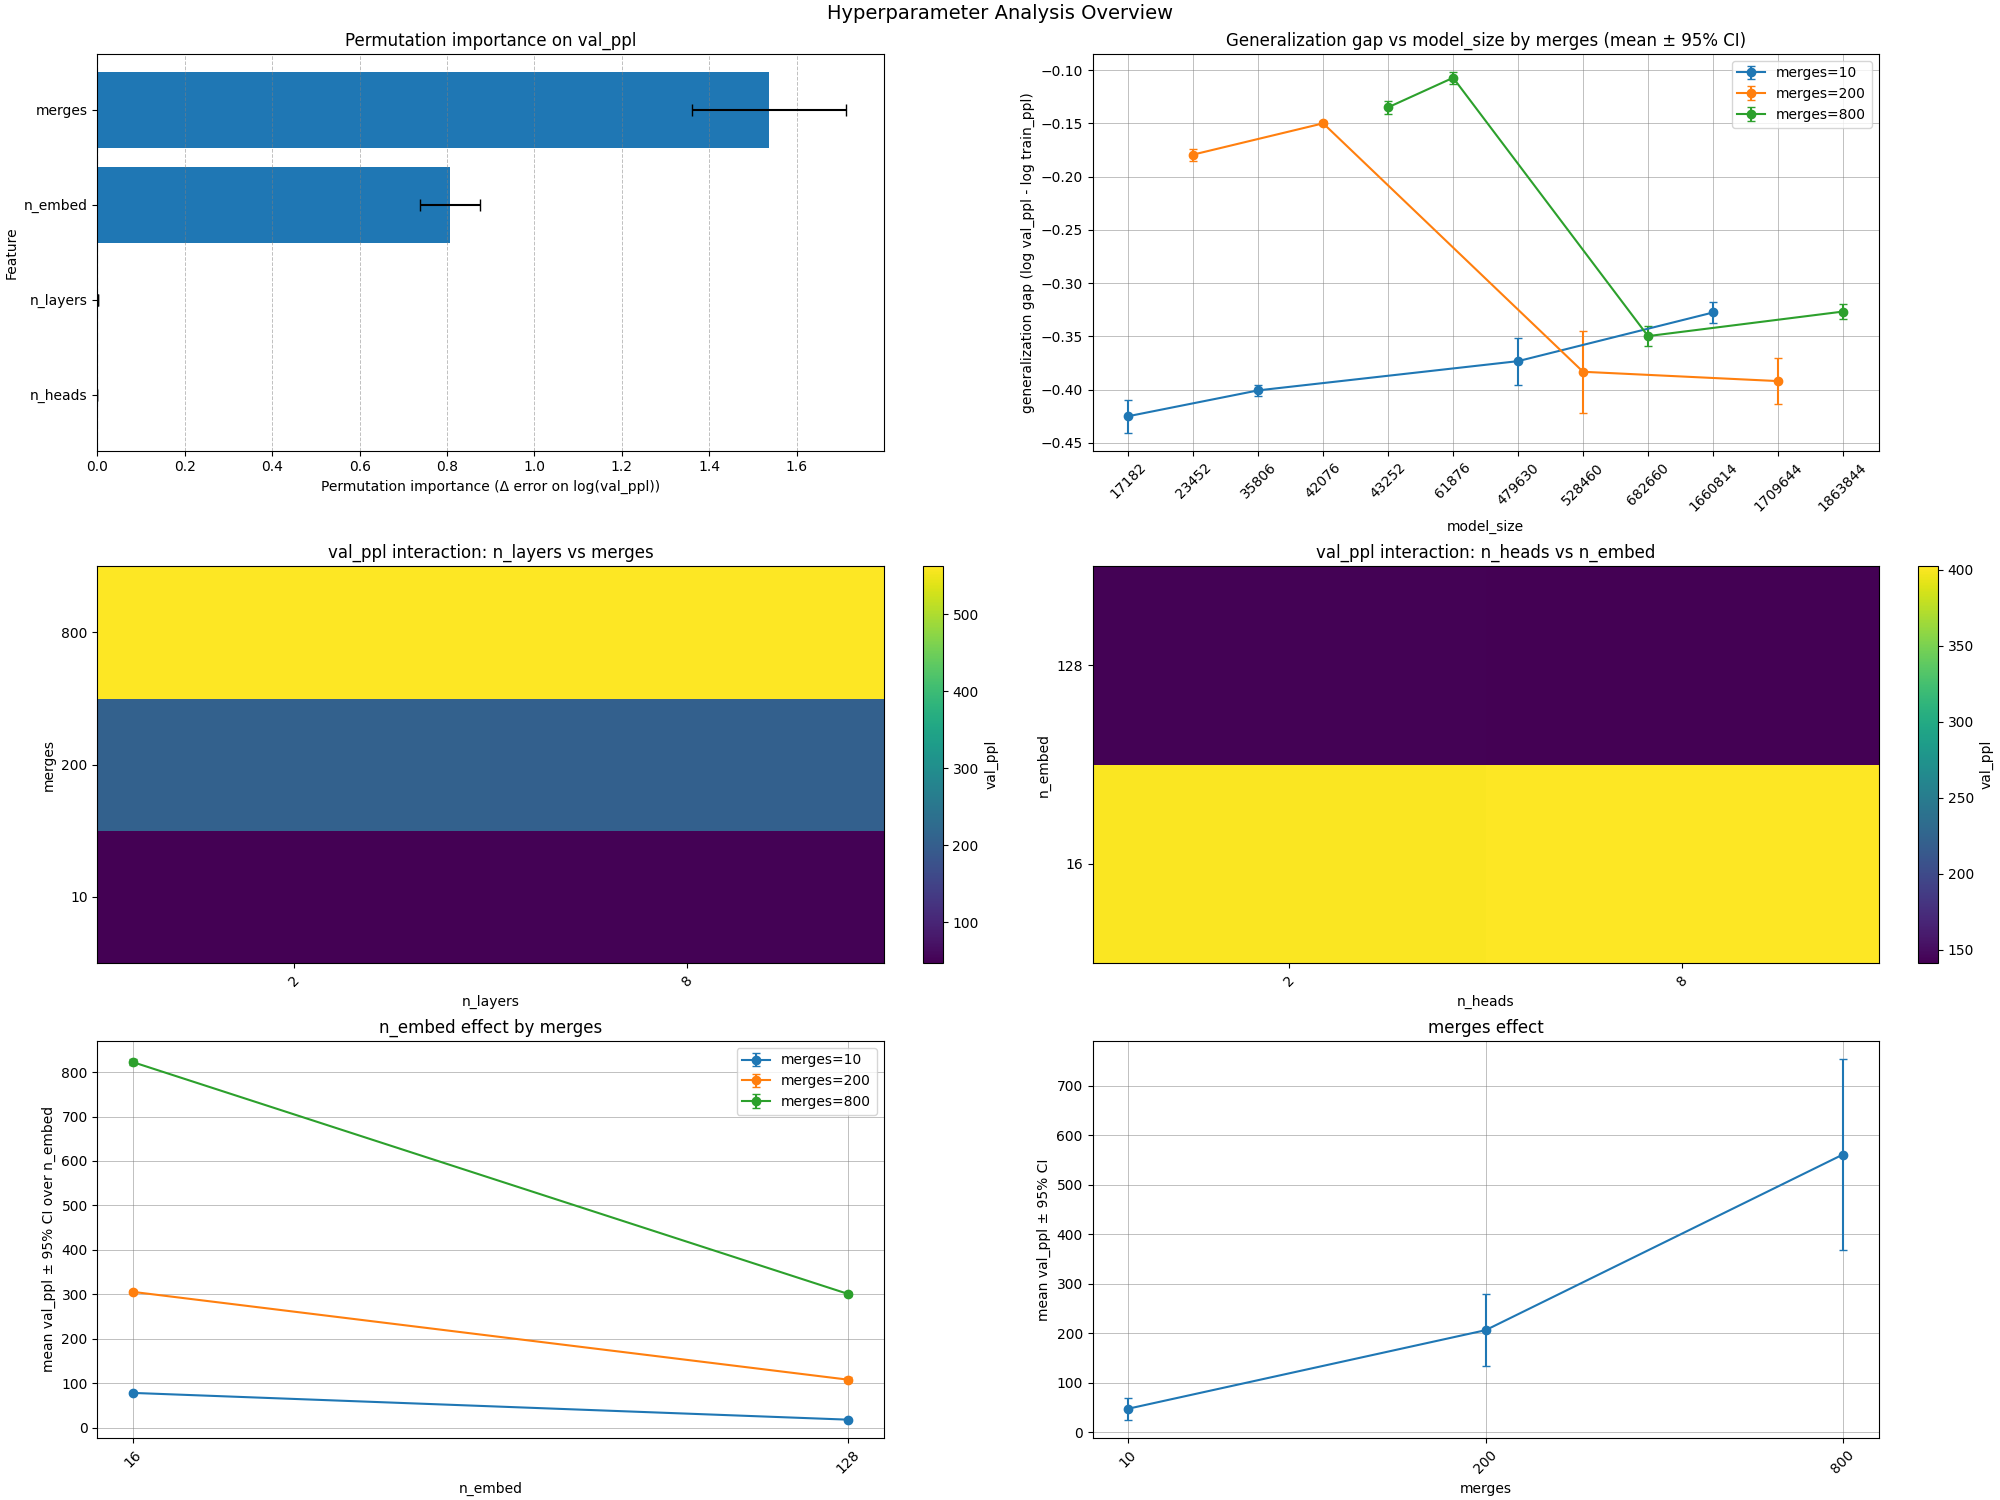 Hyperparameter Analysis Overview
Permutation importance on val_ppl
Feature
merges
n_embed
n_layers
n_heads
0.0 0.2 0.4 0.6 0.8 1.0 1.2 1.4 1.6
Permutation importance (Δ error on log(val_ppl))
Generalization gap vs model_size by merges (mean ± 95% CI)
generalization gap (log val_ppl - log train_ppl)
−0.10
−0.15
−0.20
−0.25
−0.30
−0.35
−0.40
−0.45
merges=10
merges=200
merges=800
17182 23452 35806 42076 43252 61876 479630 528460 682660 1660814 1709644 1863844
model_size
val_ppl interaction: n_layers vs merges
merges
800
200
10
2 8
n_layers
500
400
300
200
100
val_ppl
val_ppl interaction: n_heads vs n_embed
n_embed
128
16
2 8
n_heads
400
350
300
250
200
150
val_ppl
n_embed effect by merges
mean val_ppl ± 95% CI over n_embed
800
700
600
500
400
300
200
100
0
merges=10
merges=200
merges=800
16 128
n_embed
merges effect
mean val_ppl ± 95% CI
700
600
500
400
300
200
100
0
10 200 800
merges